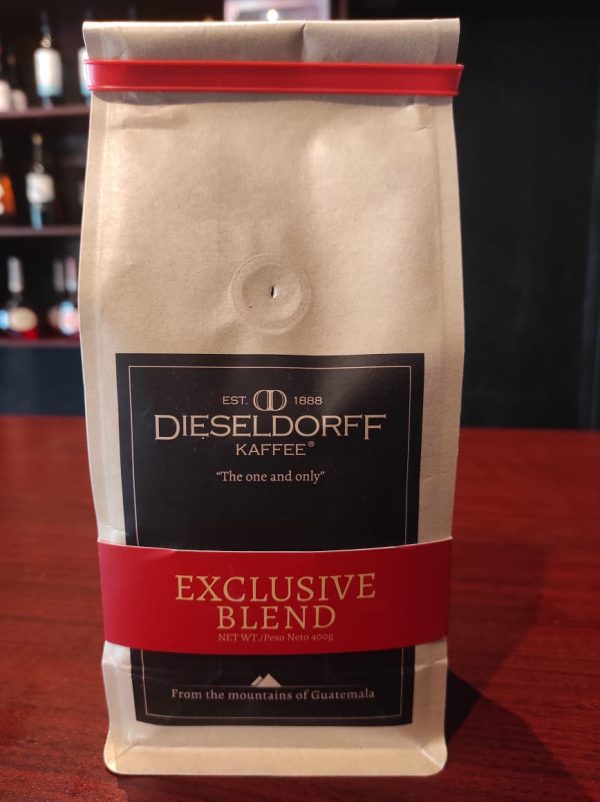 EST. 1888
DIESELDORFF
KAFFEE®
“The one and only”
EXCLUSIVE
BLEND
NET WT./Peso Neto 400g
From the mountains of Guatemala